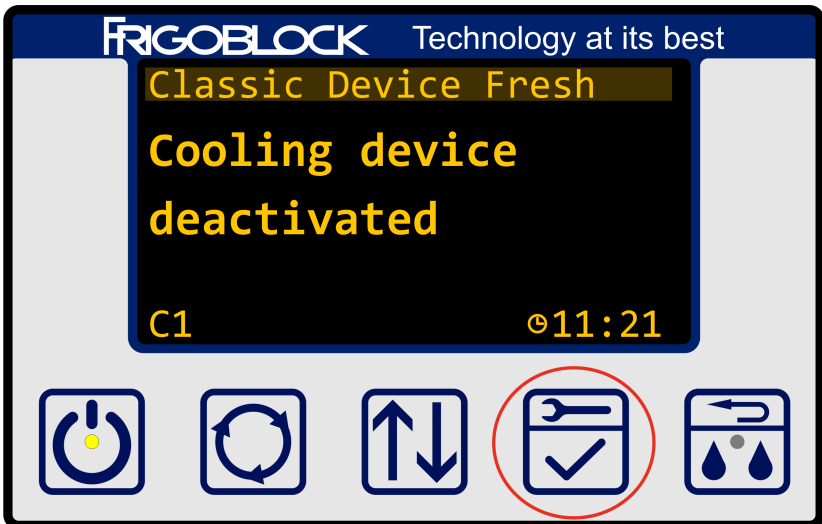 FRIGOBLOCK Technology at its best
Classic Device Fresh
Cooling device
deactivated
C1 11:21